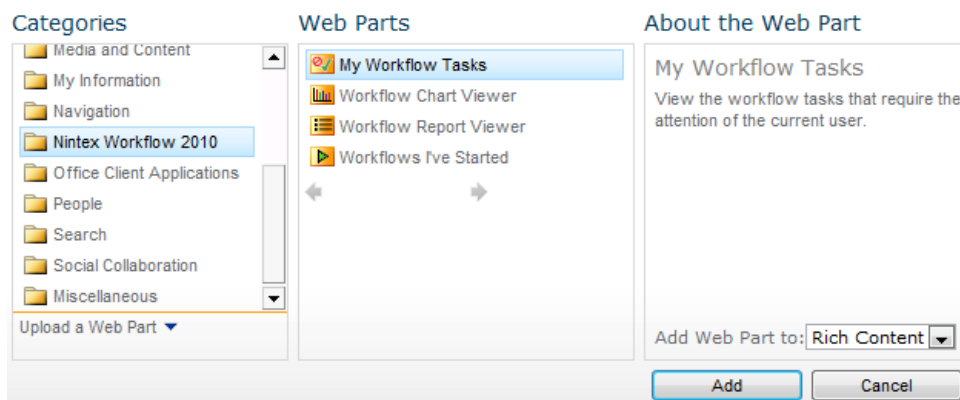 Categories
Media and Content
My Information
Navigation
Nintex Workflow 2010
Office Client Applications
People
Search
Social Collaboration
Miscellaneous
Upload a Web Part
Web Parts
My Workflow Tasks
Workflow Chart Viewer
Workflow Report Viewer
Workflows I've Started
About the Web Part
My Workflow Tasks
View the workflow tasks that require the
attention of the current user.
Add Web Part to: Rich Content
Add
Cancel